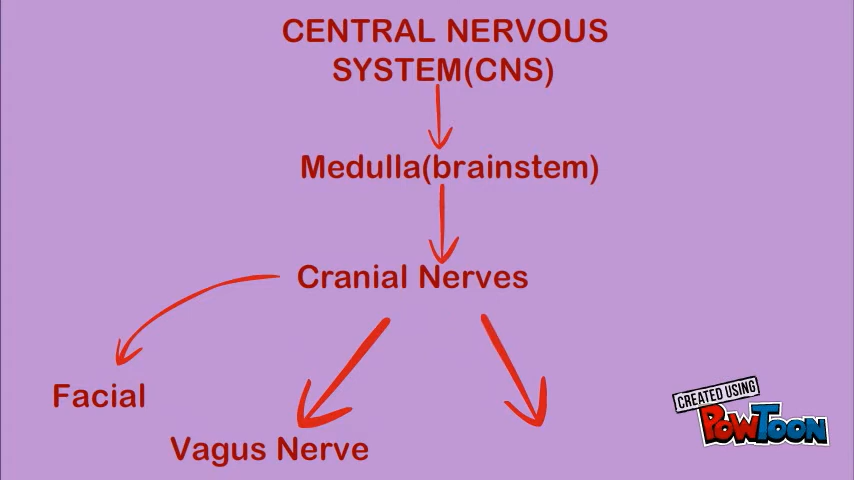 CENTRAL NERVOUS
SYSTEM(CNS)
Medulla(brainstem)
Cranial Nerves
Facial
Vagus Nerve
CREATED USING
POWTOON